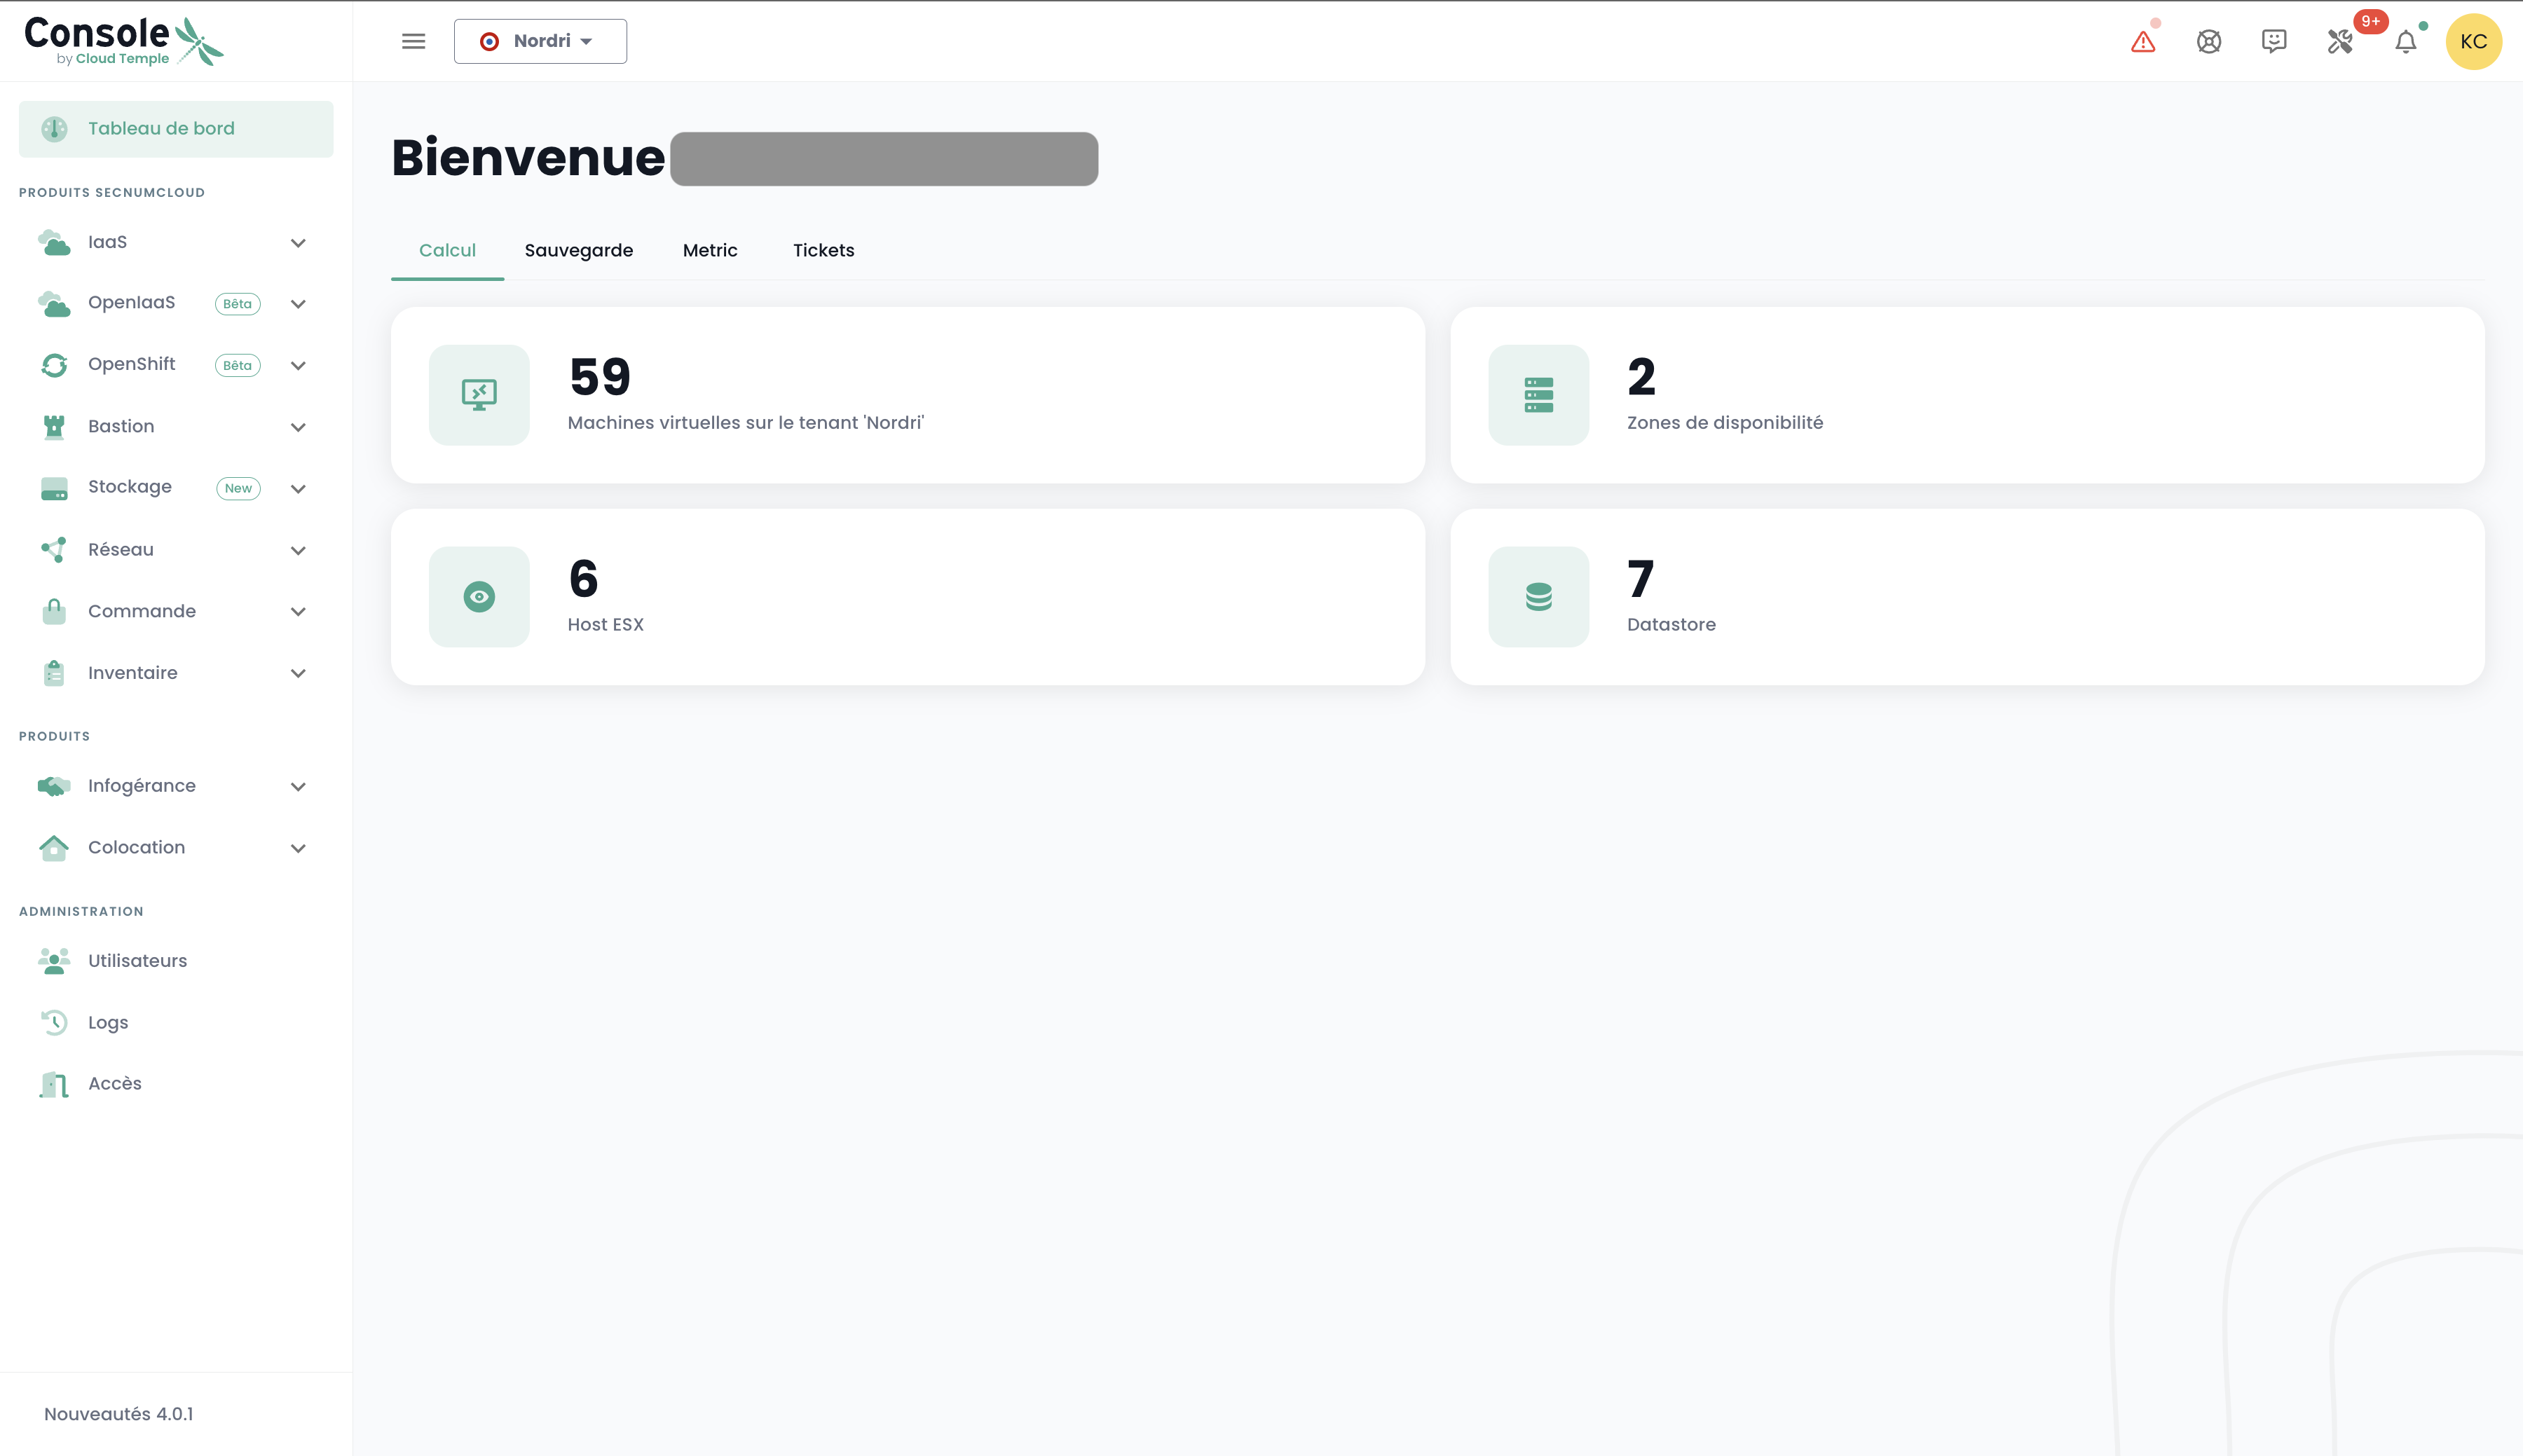 Console
by Cloud Temple
Nordri
9+
KC
Tableau de bord
PRODUITS SECNUMCLOUD
IaaS
OpenIaaS Bêta
OpenShift Bêta
Bastion
Stockage New
Réseau
Commande
Inventaire
PRODUITS
Infogérance
Colocation
ADMINISTRATION
Utilisateurs
Logs
Accès
Nouveautés 4.0.1
Bienvenue
Calcul Sauvegarde Metric Tickets
59
Machines virtuelles sur le tenant 'Nordri'
2
Zones de disponibilité
6
Host ESX
7
Datastore